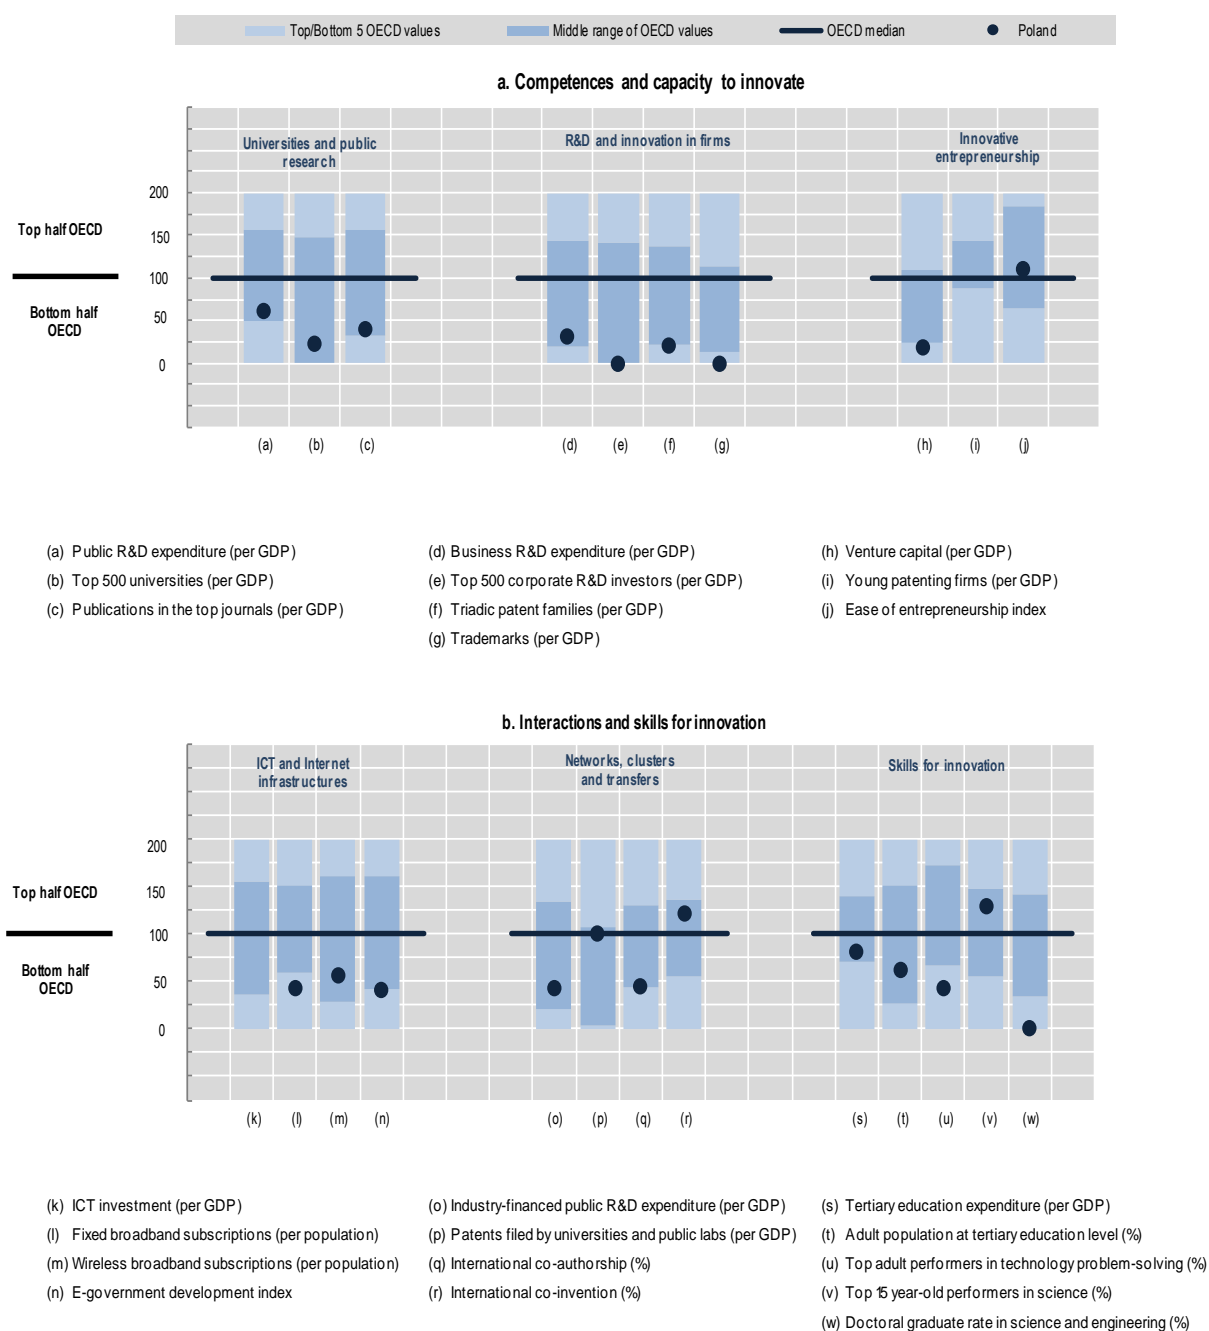 Top/Bottom 5 OECD values Middle range of OECD values OECD median Poland
a. Competences and capacity to innovate
Universities and public
research
R&D and innovation in firms
Innovative
entrepreneurship
200
150
100
50
0
Top half OECD
Bottom half
OECD
(a) (b) (c) (d) (e) (f) (g) (h) (i) (j)
(a) Public R&D expenditure (per GDP)
(b) Top 500 universities (per GDP)
(c) Publications in the top journals (per GDP)
(d) Business R&D expenditure (per GDP)
(e) Top 500 corporate R&D investors (per GDP)
(f) Triadic patent families (per GDP)
(g) Trademarks (per GDP)
(h) Venture capital (per GDP)
(i) Young patenting firms (per GDP)
(j) Ease of entrepreneurship index
b. Interactions and skills for innovation
ICT and Internet
infrastructures
Networks, clusters
and transfers
Skills for innovation
200
150
100
50
0
Top half OECD
Bottom half
OECD
(k) (l) (m) (n) (o) (p) (q) (r) (s) (t) (u) (v) (w)
(k) ICT investment (per GDP)
(l) Fixed broadband subscriptions (per population)
(m) Wireless broadband subscriptions (per population)
(n) E-government development index
(o) Industry-financed public R&D expenditure (per GDP)
(p) Patents filed by universities and public labs (per GDP)
(q) International co-authorship (%)
(r) International co-invention (%)
(s) Tertiary education expenditure (per GDP)
(t) Adult population at tertiary education level (%)
(u) Top adult performers in technology problem-solving (%)
(v) Top 15 year-old performers in science (%)
(w) Doctoral graduate rate in science and engineering (%)